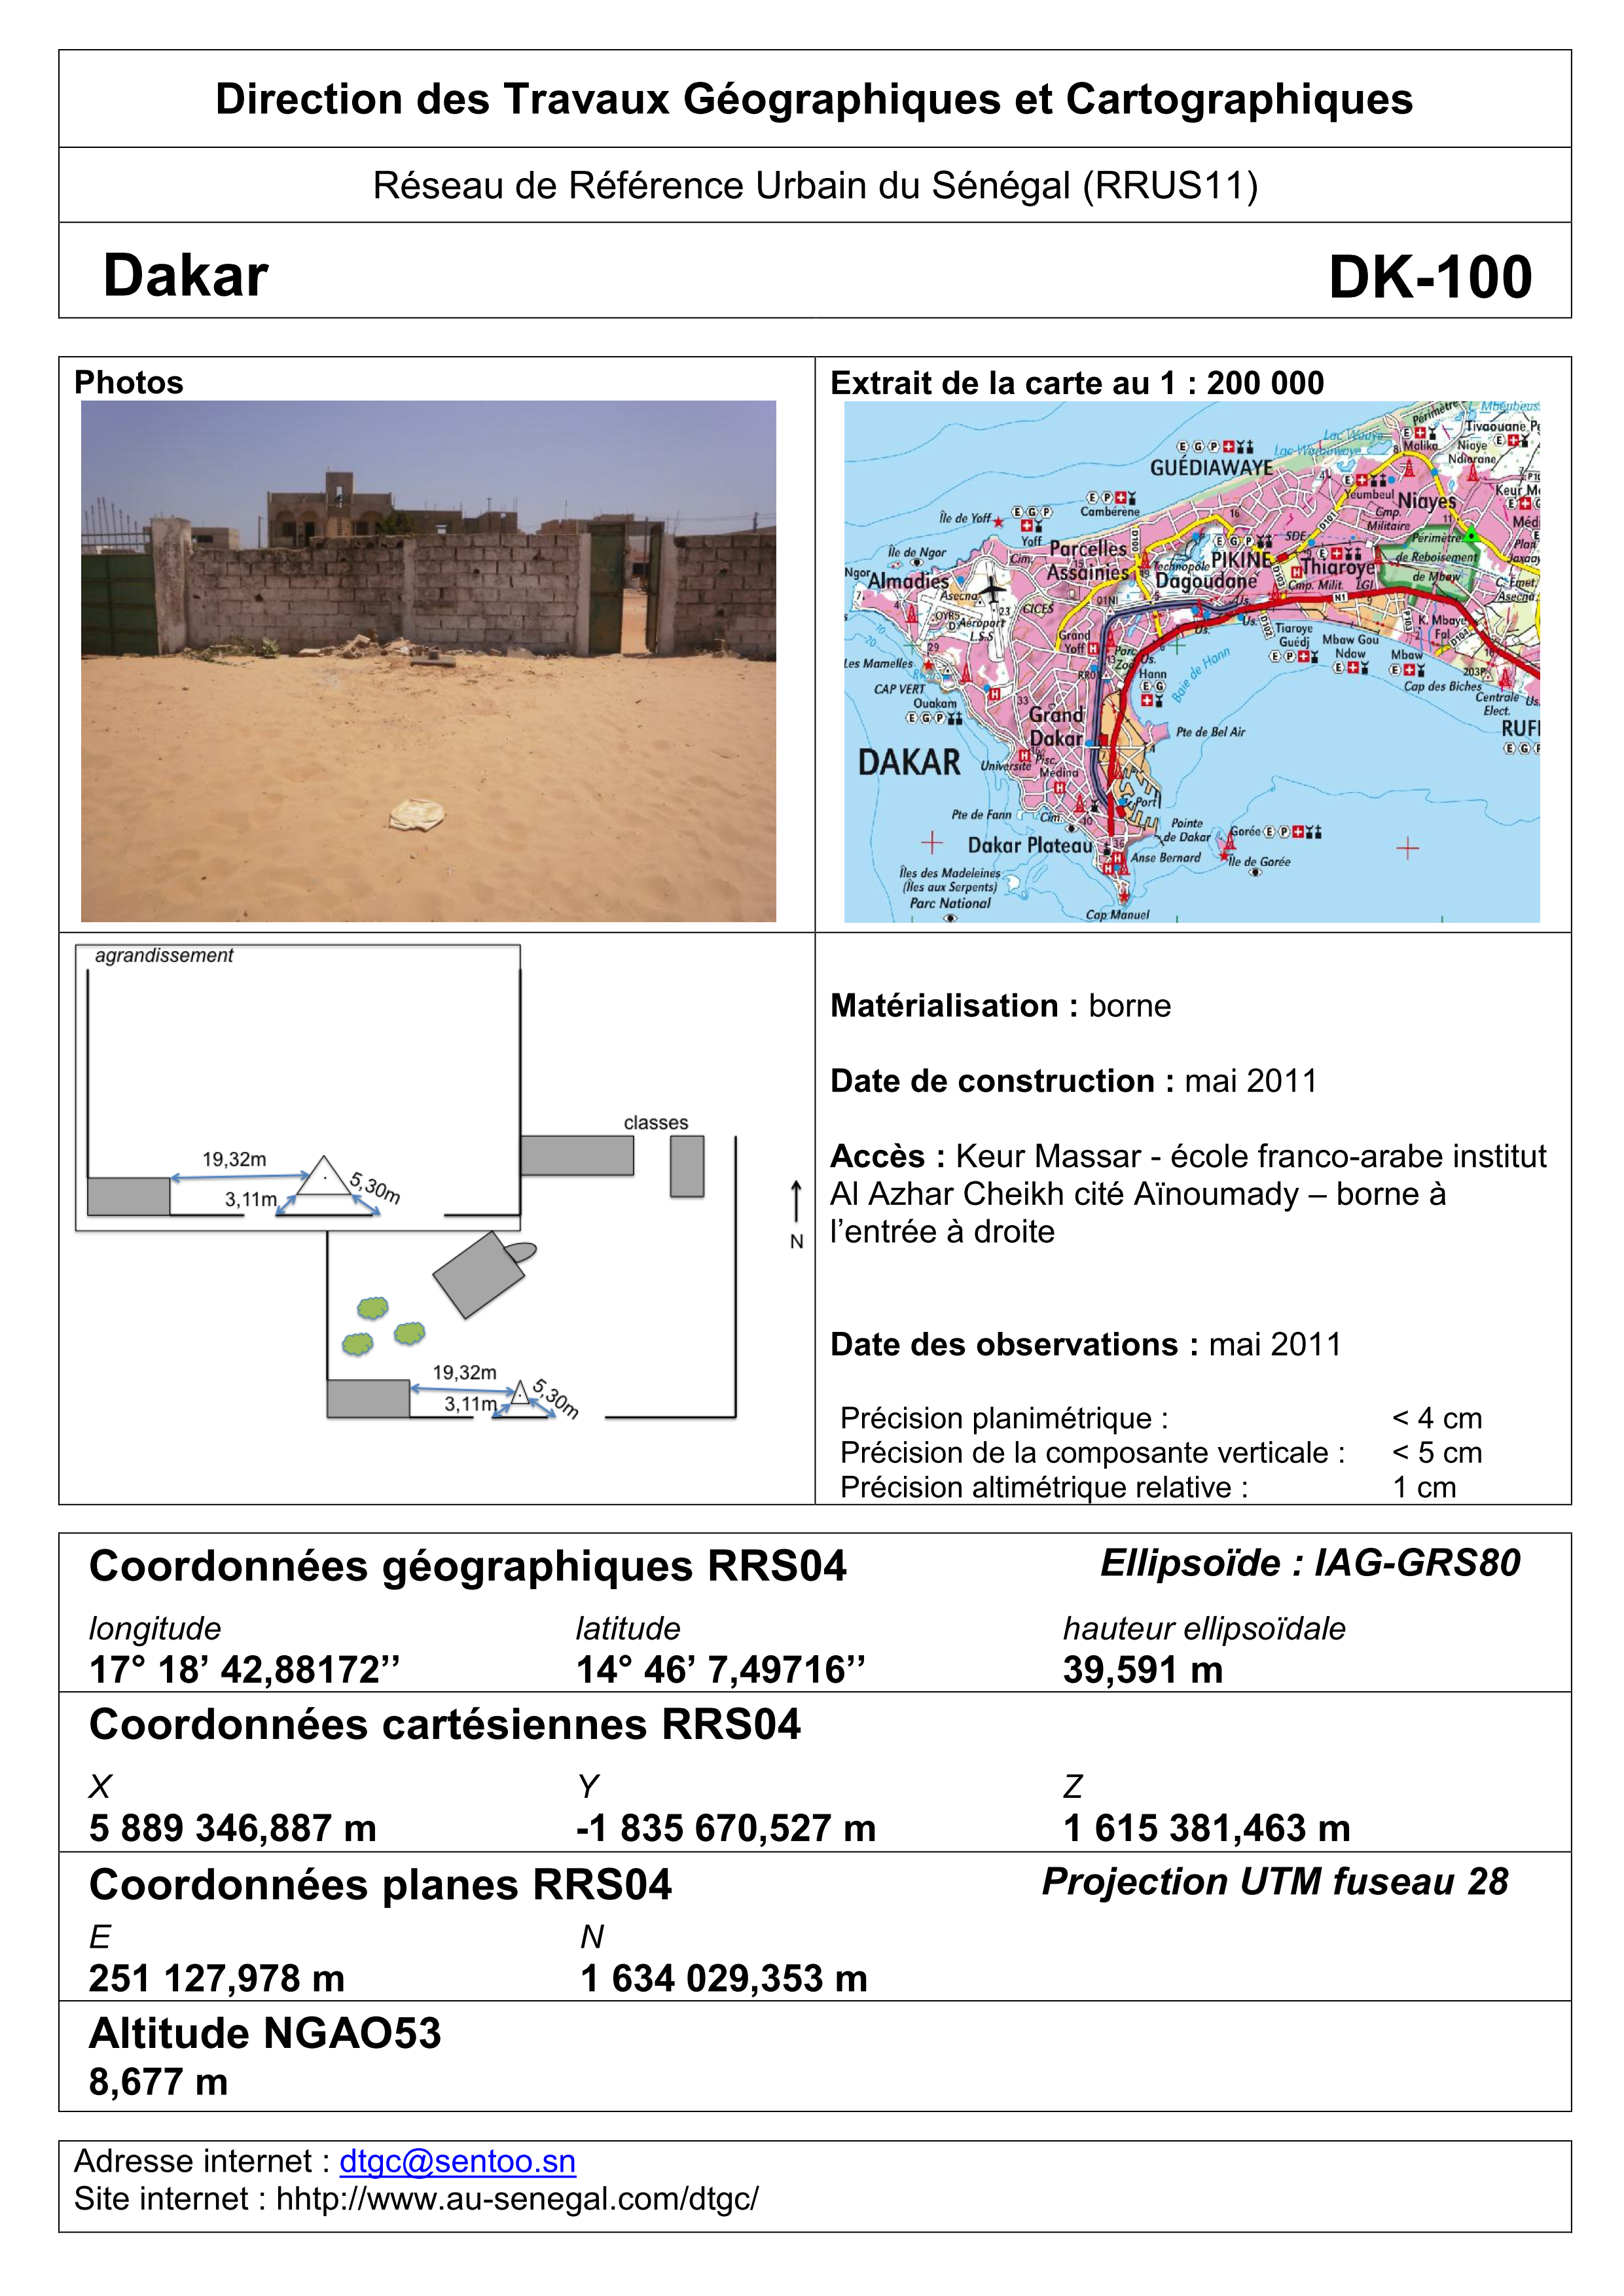 Direction des Travaux Géographiques et Cartographiques
Réseau de Référence Urbain du Sénégal (RRUS11)
Dakar
DK-100
Photos
Extrait de la carte au 1 : 200 000
GUÉDIAWAYE
Malika
Tivaouane
Niaye
Ndiorane
Yeumbeul
Niayes
Cmp.
Militaire
Île de Yoff
Cambérène
Yoff
Île de Ngor
Parcelles
Assainies
PIKINE
Dagoudane
Technopôle
Thiaroye
SDE
Périmètre
de Reboisement
de Mbaw
Ngor
Almadies
Asecna
Aéroport
L.S.S
CICES
Cmp. Milit.
N1
Grand
Yoff
Tiaroye
Guédj
Mbaw Gou
Ndaw
Mbaw
K. Mbaye
Fal
Les Mamelles
CAP VERT
Ouakam
Parc
Zoo
Hann
Baie de Hann
Cap des Biches
Centrale
Elect.
RUFI
Grand
Dakar
DAKAR
Pte de Bel Air
Université
Pisc.
Médina
Pte de Fann
Cim.
Port
Pointe
de Dakar
Dakar Plateau
Anse Bernard
Gorée
Île de Gorée
Îles des Madeleines
(Îles aux Serpents)
Parc National
Cap Manuel
agrandissement
19,32m
3,11m
5,30m
classes
N
19,32m
3,11m
5,30m
Matérialisation : borne
Date de construction : mai 2011
Accès : Keur Massar - école franco-arabe institut
Al Azhar Cheikh cité Aïnoumady – borne à
l’entrée à droite
Date des observations : mai 2011
Précision planimétrique : < 4 cm
Précision de la composante verticale : < 5 cm
Précision altimétrique relative : 1 cm
Coordonnées géographiques RRS04 Ellipsoïde : IAG-GRS80
longitude latitude hauteur ellipsoïdale
17° 18’ 42,88172’’ 14° 46’ 7,49716’’ 39,591 m
Coordonnées cartésiennes RRS04
X Y Z
5 889 346,887 m -1 835 670,527 m 1 615 381,463 m
Coordonnées planes RRS04 Projection UTM fuseau 28
E N
251 127,978 m 1 634 029,353 m
Altitude NGAO53
8,677 m
Adresse internet : dtgc@sentoo.sn
Site internet : hhtp://www.au-senegal.com/dtgc/